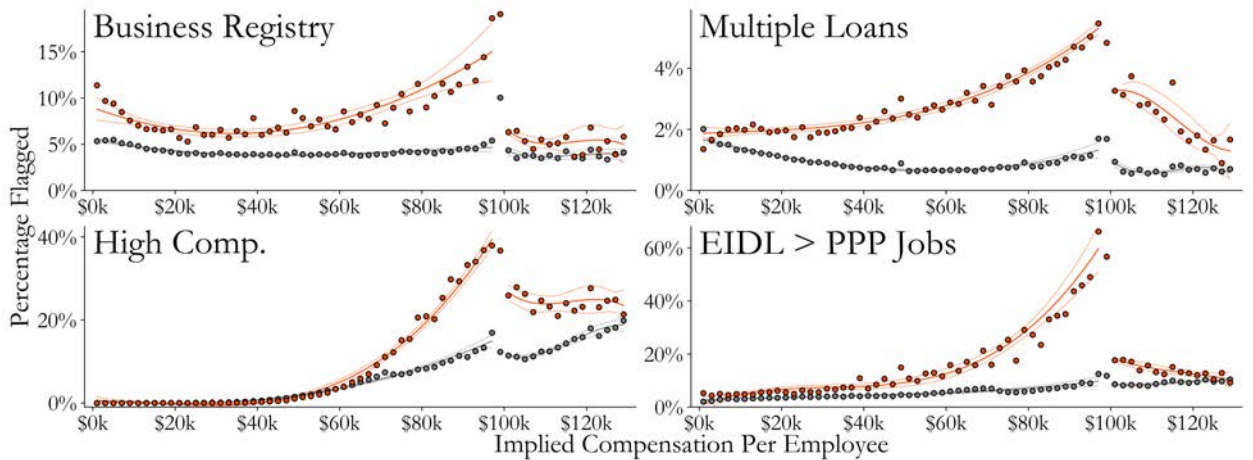 Percentage Flagged
Business Registry
15%
10%
5%
0%
$0k $20k $40k $60k $80k $100k $120k
Multiple Loans
4%
2%
0%
$0k $20k $40k $60k $80k $100k $120k
High Comp.
40%
20%
0%
$0k $20k $40k $60k $80k $100k $120k
EIDL > PPP Jobs
60%
40%
20%
0%
$0k $20k $40k $60k $80k $100k $120k
Implied Compensation Per Employee